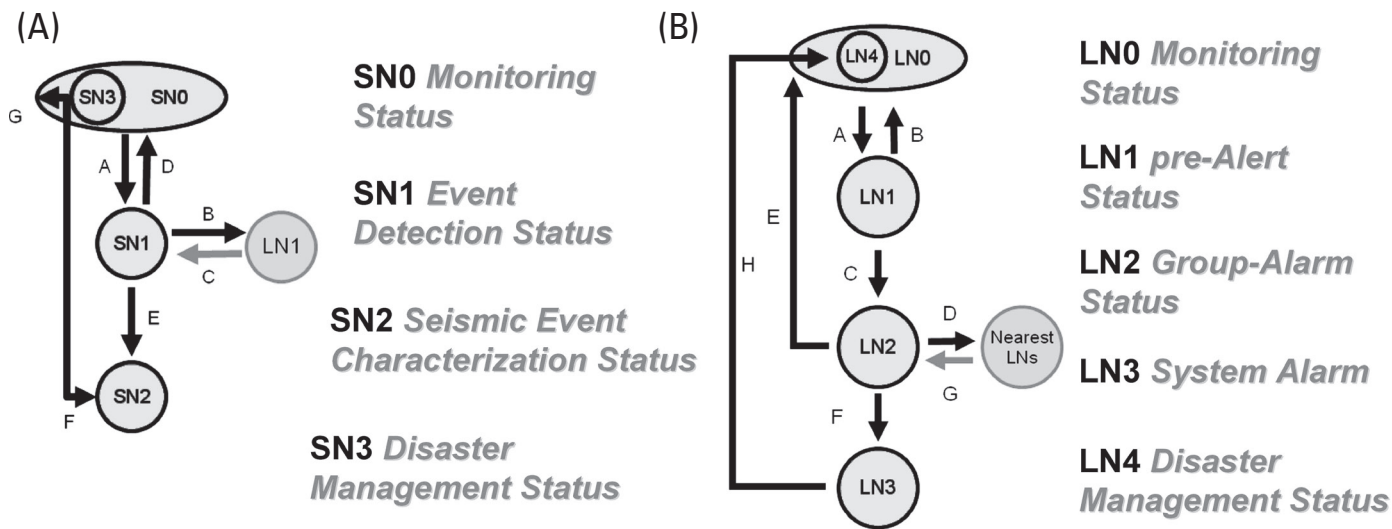 (A)
SN3 SN0
G
A D
B
SN1 LN1
C
E
SN2
F
SN0 Monitoring
Status
SN1 Event
Detection Status
SN2 Seismic Event
Characterization Status
SN3 Disaster
Management Status
(B)
LN4 LN0
A B
LN1
E
H
C
D
LN2 Nearest
LNs
G
F
LN3
LN0 Monitoring
Status
LN1 pre-Alert
Status
LN2 Group-Alarm
Status
LN3 System Alarm
LN4 Disaster
Management Status